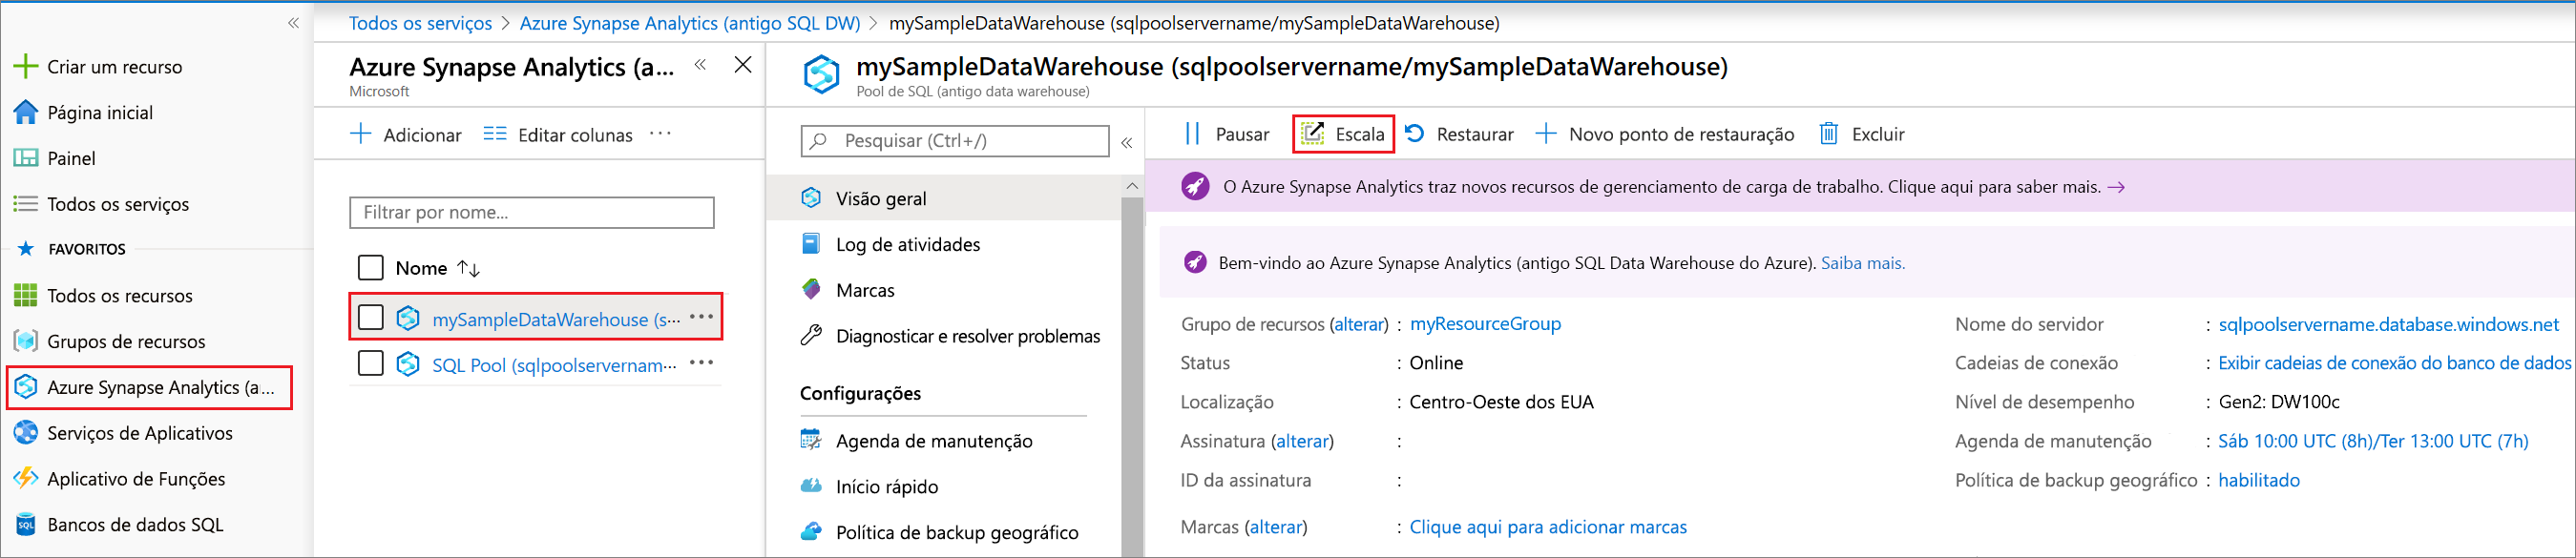 Todos os serviços > Azure Synapse Analytics (antigo SQL DW) > mySampleDataWarehouse (sqlpoolservername/mySampleDataWarehouse)
Criar um recurso
Página inicial
Painel
Todos os serviços
FAVORITOS
Todos os recursos
Grupos de recursos
Azure Synapse Analytics (a...
Serviços de Aplicativos
Aplicativo de Funções
SQL
Bancos de dados SQL
Azure Synapse Analytics (a...
Microsoft
Adicionar
Editar colunas
Filtrar por nome...
Nome
mySampleDataWarehouse (s...
SQL Pool (sqlpoolservernam...
mySampleDataWarehouse (sqlpoolservername/mySampleDataWarehouse)
Pool de SQL (antigo data warehouse)
Pesquisar (Ctrl+/)
Visão geral
Log de atividades
Marcas
Diagnosticar e resolver problemas
Configurações
Agenda de manutenção
Início rápido
Política de backup geográfico
Pausar
Escala
Restaurar
Novo ponto de restauração
Excluir
O Azure Synapse Analytics traz novos recursos de gerenciamento de carga de trabalho. Clique aqui para saber mais. →
Bem-vindo ao Azure Synapse Analytics (antigo SQL Data Warehouse do Azure). Saiba mais.
Grupo de recursos (alterar) : myResourceGroup
Status : Online
Localização : Centro-Oeste dos EUA
Assinatura (alterar) :
ID da assinatura :
Marcas (alterar) : Clique aqui para adicionar marcas
Nome do servidor : sqlpoolservername.database.windows.net
Cadeias de conexão : Exibir cadeias de conexão do banco de dados
Nível de desempenho : Gen2: DW100c
Agenda de manutenção : Sáb 10:00 UTC (8h)/Ter 13:00 UTC (7h)
Política de backup geográfico : habilitado